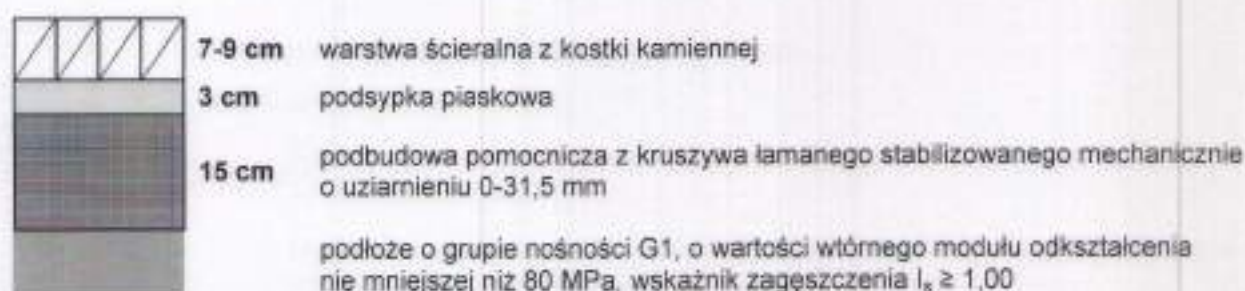 7-9 cm warstwa ścieralna z kostki kamiennej
3 cm podsypka piaskowa
15 cm podbudowa pomocnicza z kruszywa łamanego stabilizowanego mechanicznie
o uziarnieniu 0-31,5 mm
podłoże o grupie nośności G1, o wartości wtórnego modułu odkształcenia
nie mniejszej niż 80 MPa, wskaźnik zagęszczenia Iₛ ≥ 1,00